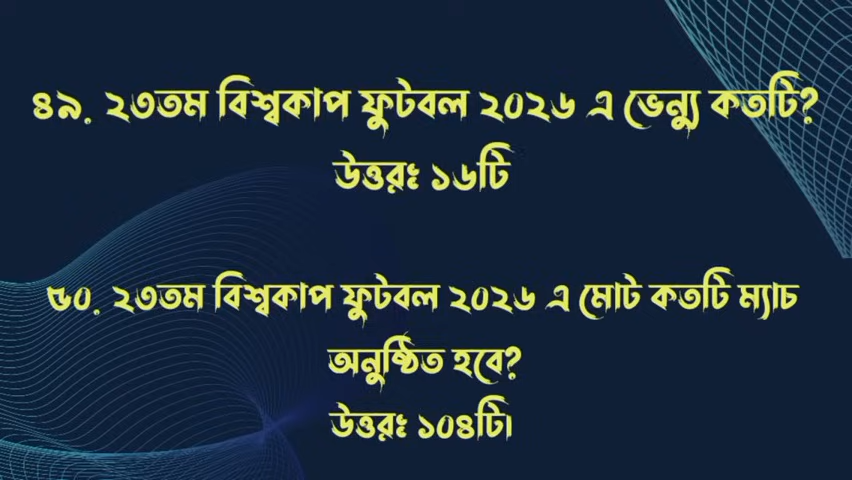 ৪৯. ২৩তম বিশ্বকাপ ফুটবল ২০২৬ এ ভেন্যু কতটি?
উত্তরঃ ১৬টি
৫০. ২৩তম বিশ্বকাপ ফুটবল ২০২৬ এ মোট কতটি ম্যাচ
অনুষ্ঠিত হবে?
উত্তরঃ ১০৪টি।